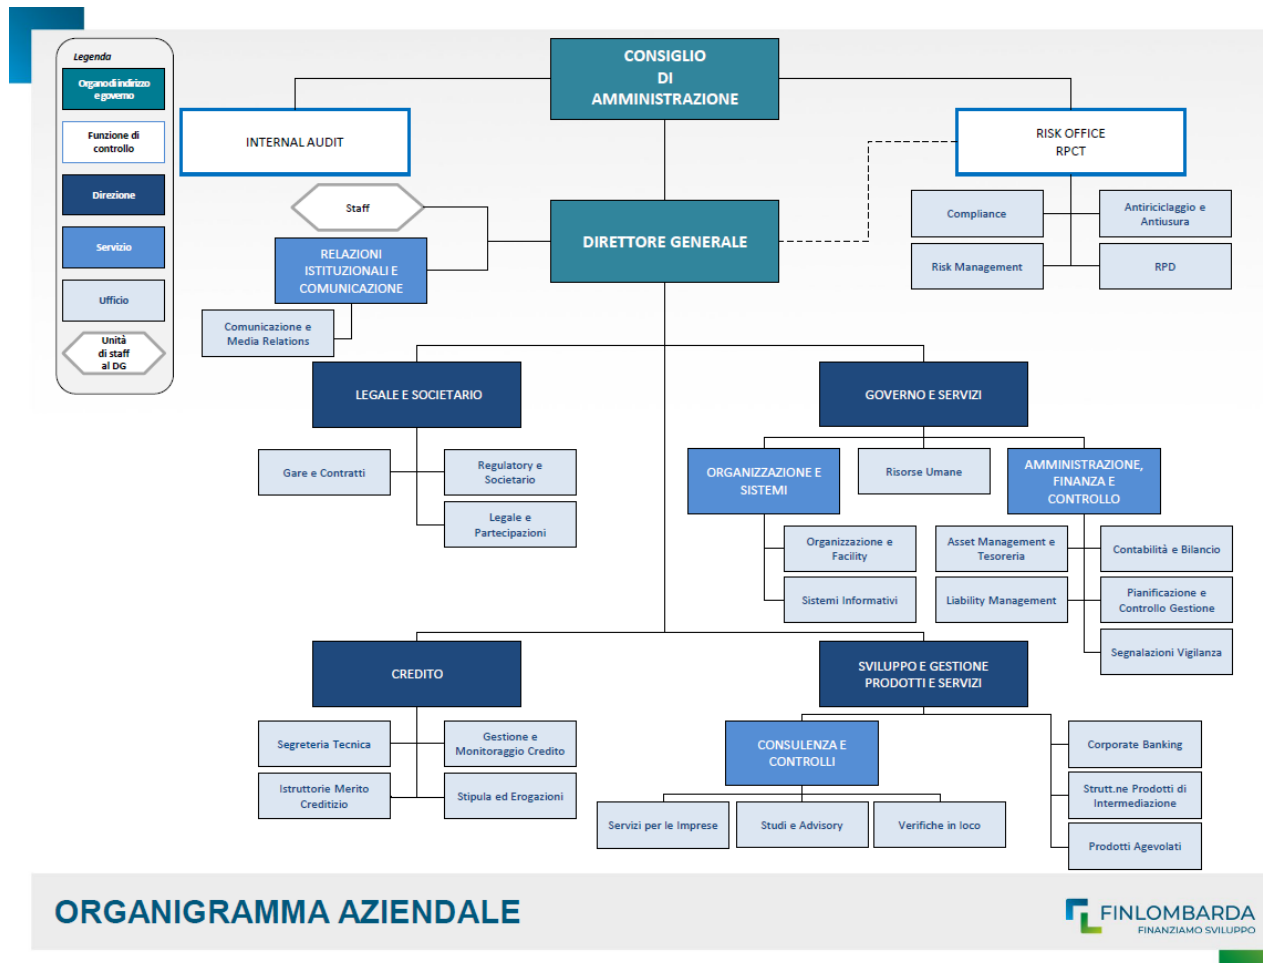 Legenda
Organo di indirizzo
e governo
Funzione di
controllo
Direzione
Servizio
Ufficio
Unità
di staff
al DG
CONSIGLIO
DI
AMMINISTRAZIONE
INTERNAL AUDIT
RISK OFFICE
RPCT
Compliance
Antiriciclaggio e
Antiusura
Risk Management
RPD
Staff
DIRETTORE GENERALE
RELAZIONI
ISTITUZIONALI E
COMUNICAZIONE
Comunicazione e
Media Relations
LEGALE E SOCIETARIO
Gare e Contratti
Regulatory e
Societario
Legale e
Partecipazioni
GOVERNO E SERVIZI
ORGANIZZAZIONE E
SISTEMI
Risorse Umane
AMMINISTRAZIONE,
FINANZA E
CONTROLLO
Organizzazione e
Facility
Sistemi Informativi
Asset Management e
Tesoreria
Contabilità e Bilancio
Liability Management
Pianificazione e
Controllo Gestione
Segnalazioni Vigilanza
CREDITO
Segreteria Tecnica
Gestione e
Monitoraggio Credito
Istruttorie Merito
Creditizio
Stipula ed Erogazioni
SVILUPPO E GESTIONE
PRODOTTI E SERVIZI
CONSULENZA E
CONTROLLI
Servizi per le Imprese
Studi e Advisory
Verifiche in loco
Corporate Banking
Strutt.ne Prodotti di
Intermediazione
Prodotti Agevolati
ORGANIGRAMMA AZIENDALE
FINLOMBARDA
FINANZIAMO SVILUPPO